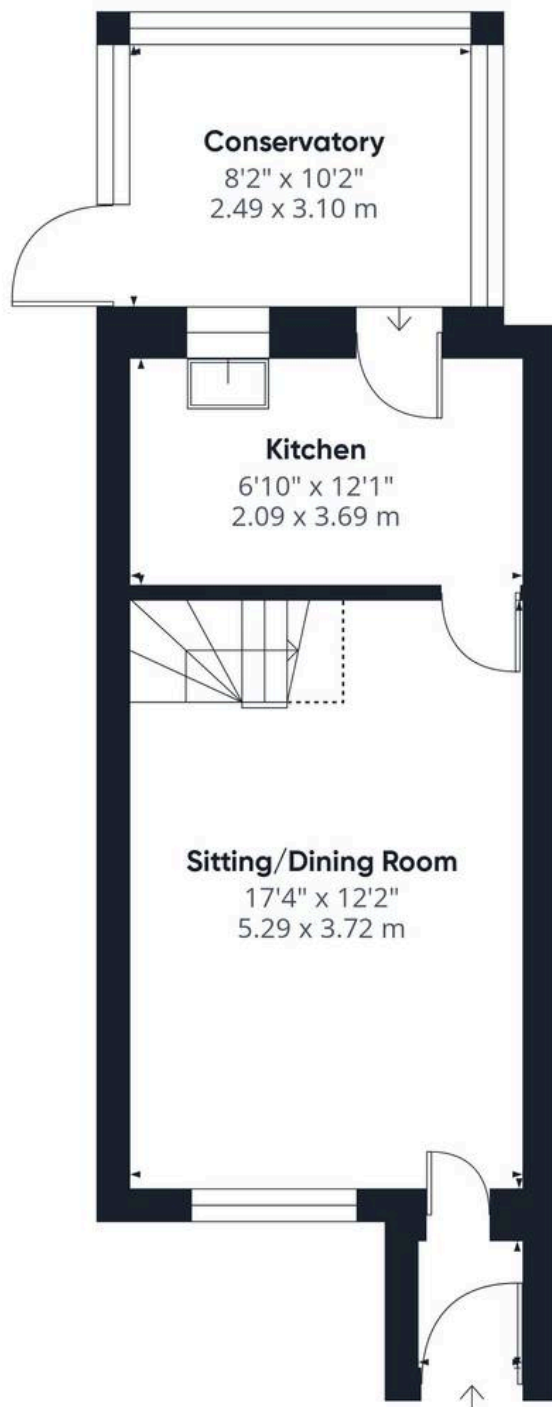 Conservatory
8'2" x 10'2"
2.49 x 3.10 m
Kitchen
6'10" x 12'1"
2.09 x 3.69 m
Sitting/Dining Room
17'4" x 12'2"
5.29 x 3.72 m